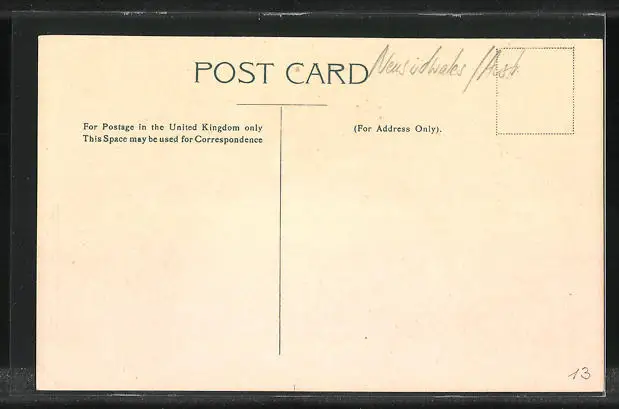 POST CARD
Neusüdwales / Aust.
For Postage in the United Kingdom only
This Space may be used for Correspondence
(For Address Only).
13